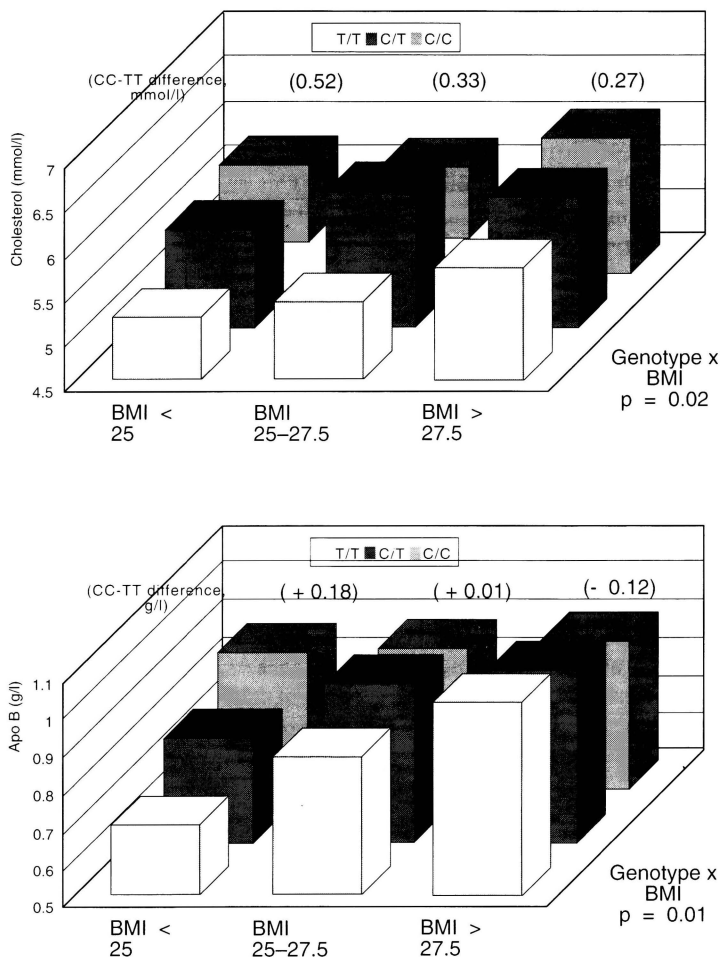 T/T C/T C/C
(CC-TT difference, mmol/l)
(0.52) (0.33) (0.27)
Cholesterol (mmol/l)
7
6.5
6
5.5
5
4.5
BMI < 25
BMI 25–27.5
BMI > 27.5
Genotype x
BMI
p = 0.02
T/T C/T C/C
(CC-TT difference, g/l)
( + 0.18) ( + 0.01) (- 0.12)
Apo B (g/l)
1.1
1
0.9
0.8
0.7
0.6
0.5
BMI < 25
BMI 25–27.5
BMI > 27.5
Genotype x
BMI
p = 0.01